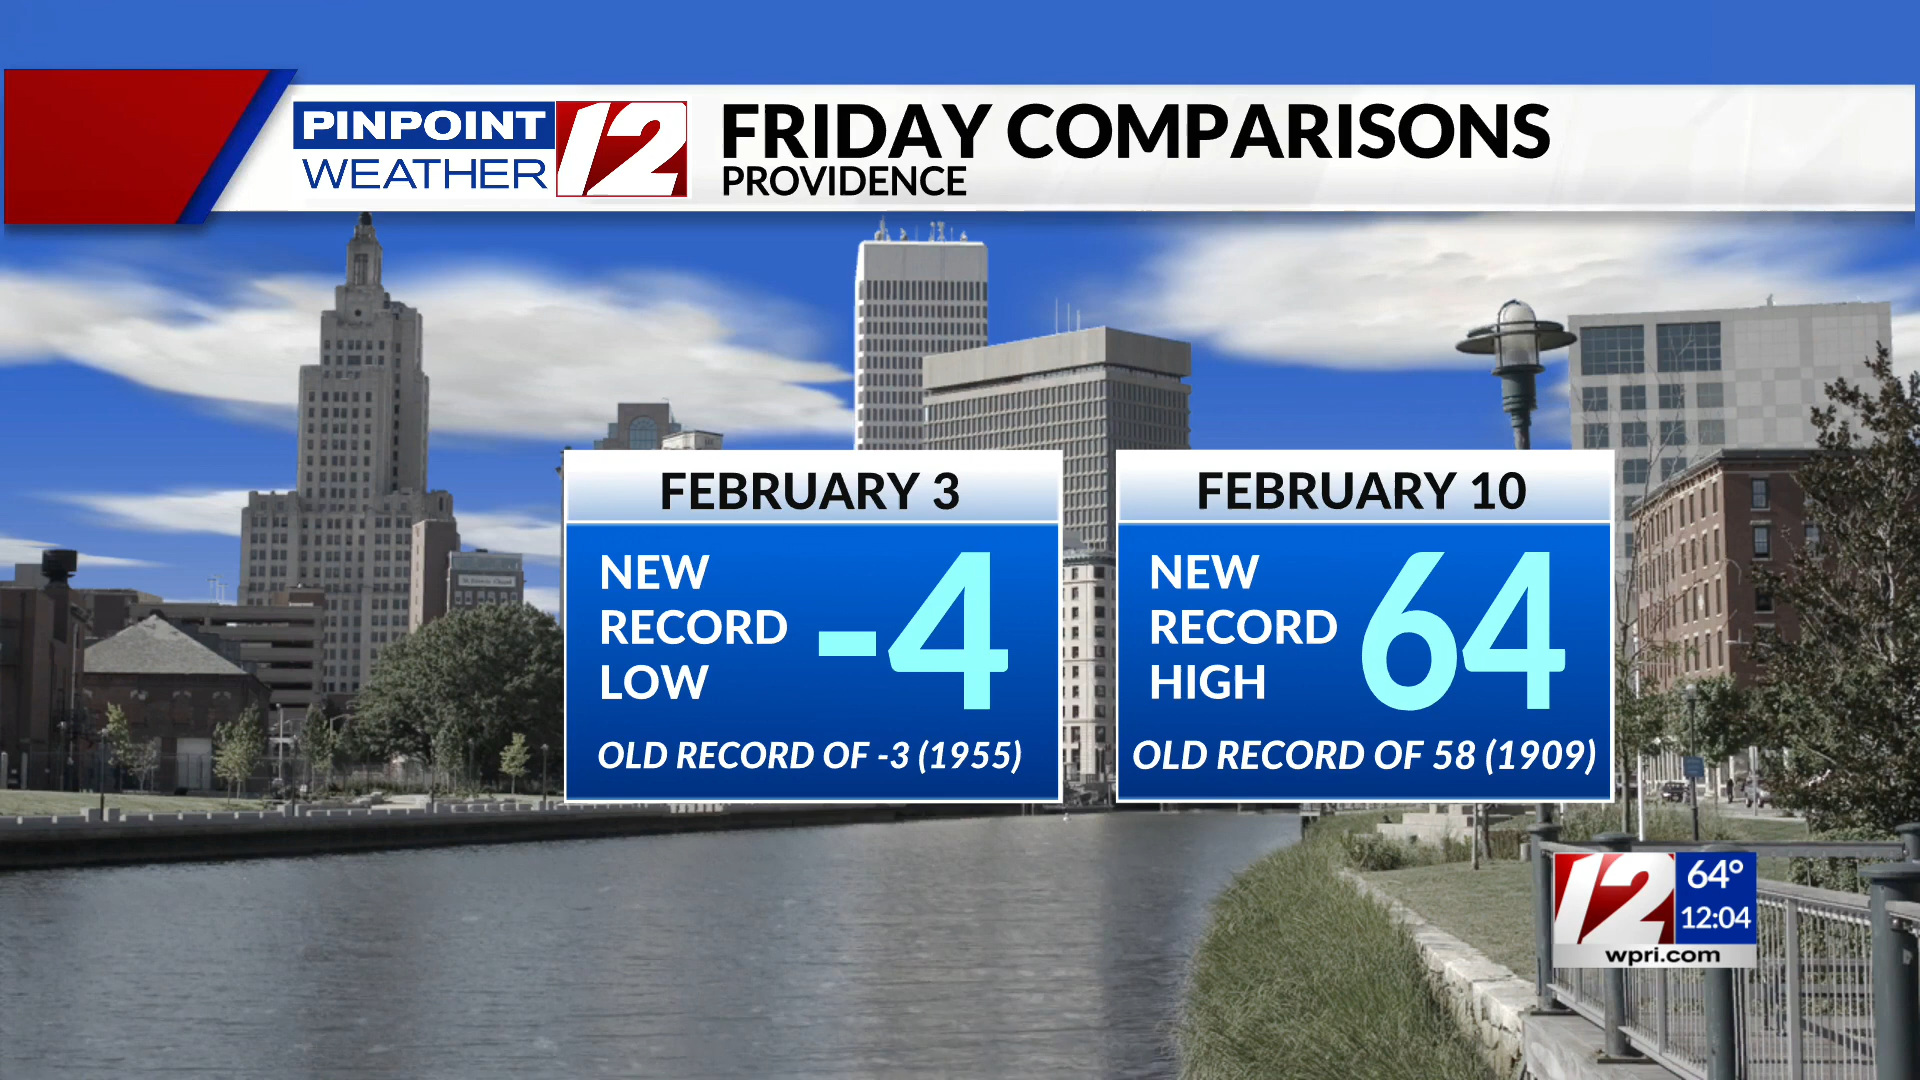 PINPOINT
WEATHER
12
FRIDAY COMPARISONS
PROVIDENCE
FEBRUARY 3
NEW
RECORD
LOW
-4
OLD RECORD OF -3 (1955)
FEBRUARY 10
NEW
RECORD
HIGH
64
OLD RECORD OF 58 (1909)
12
64°
12:04
wpri.com